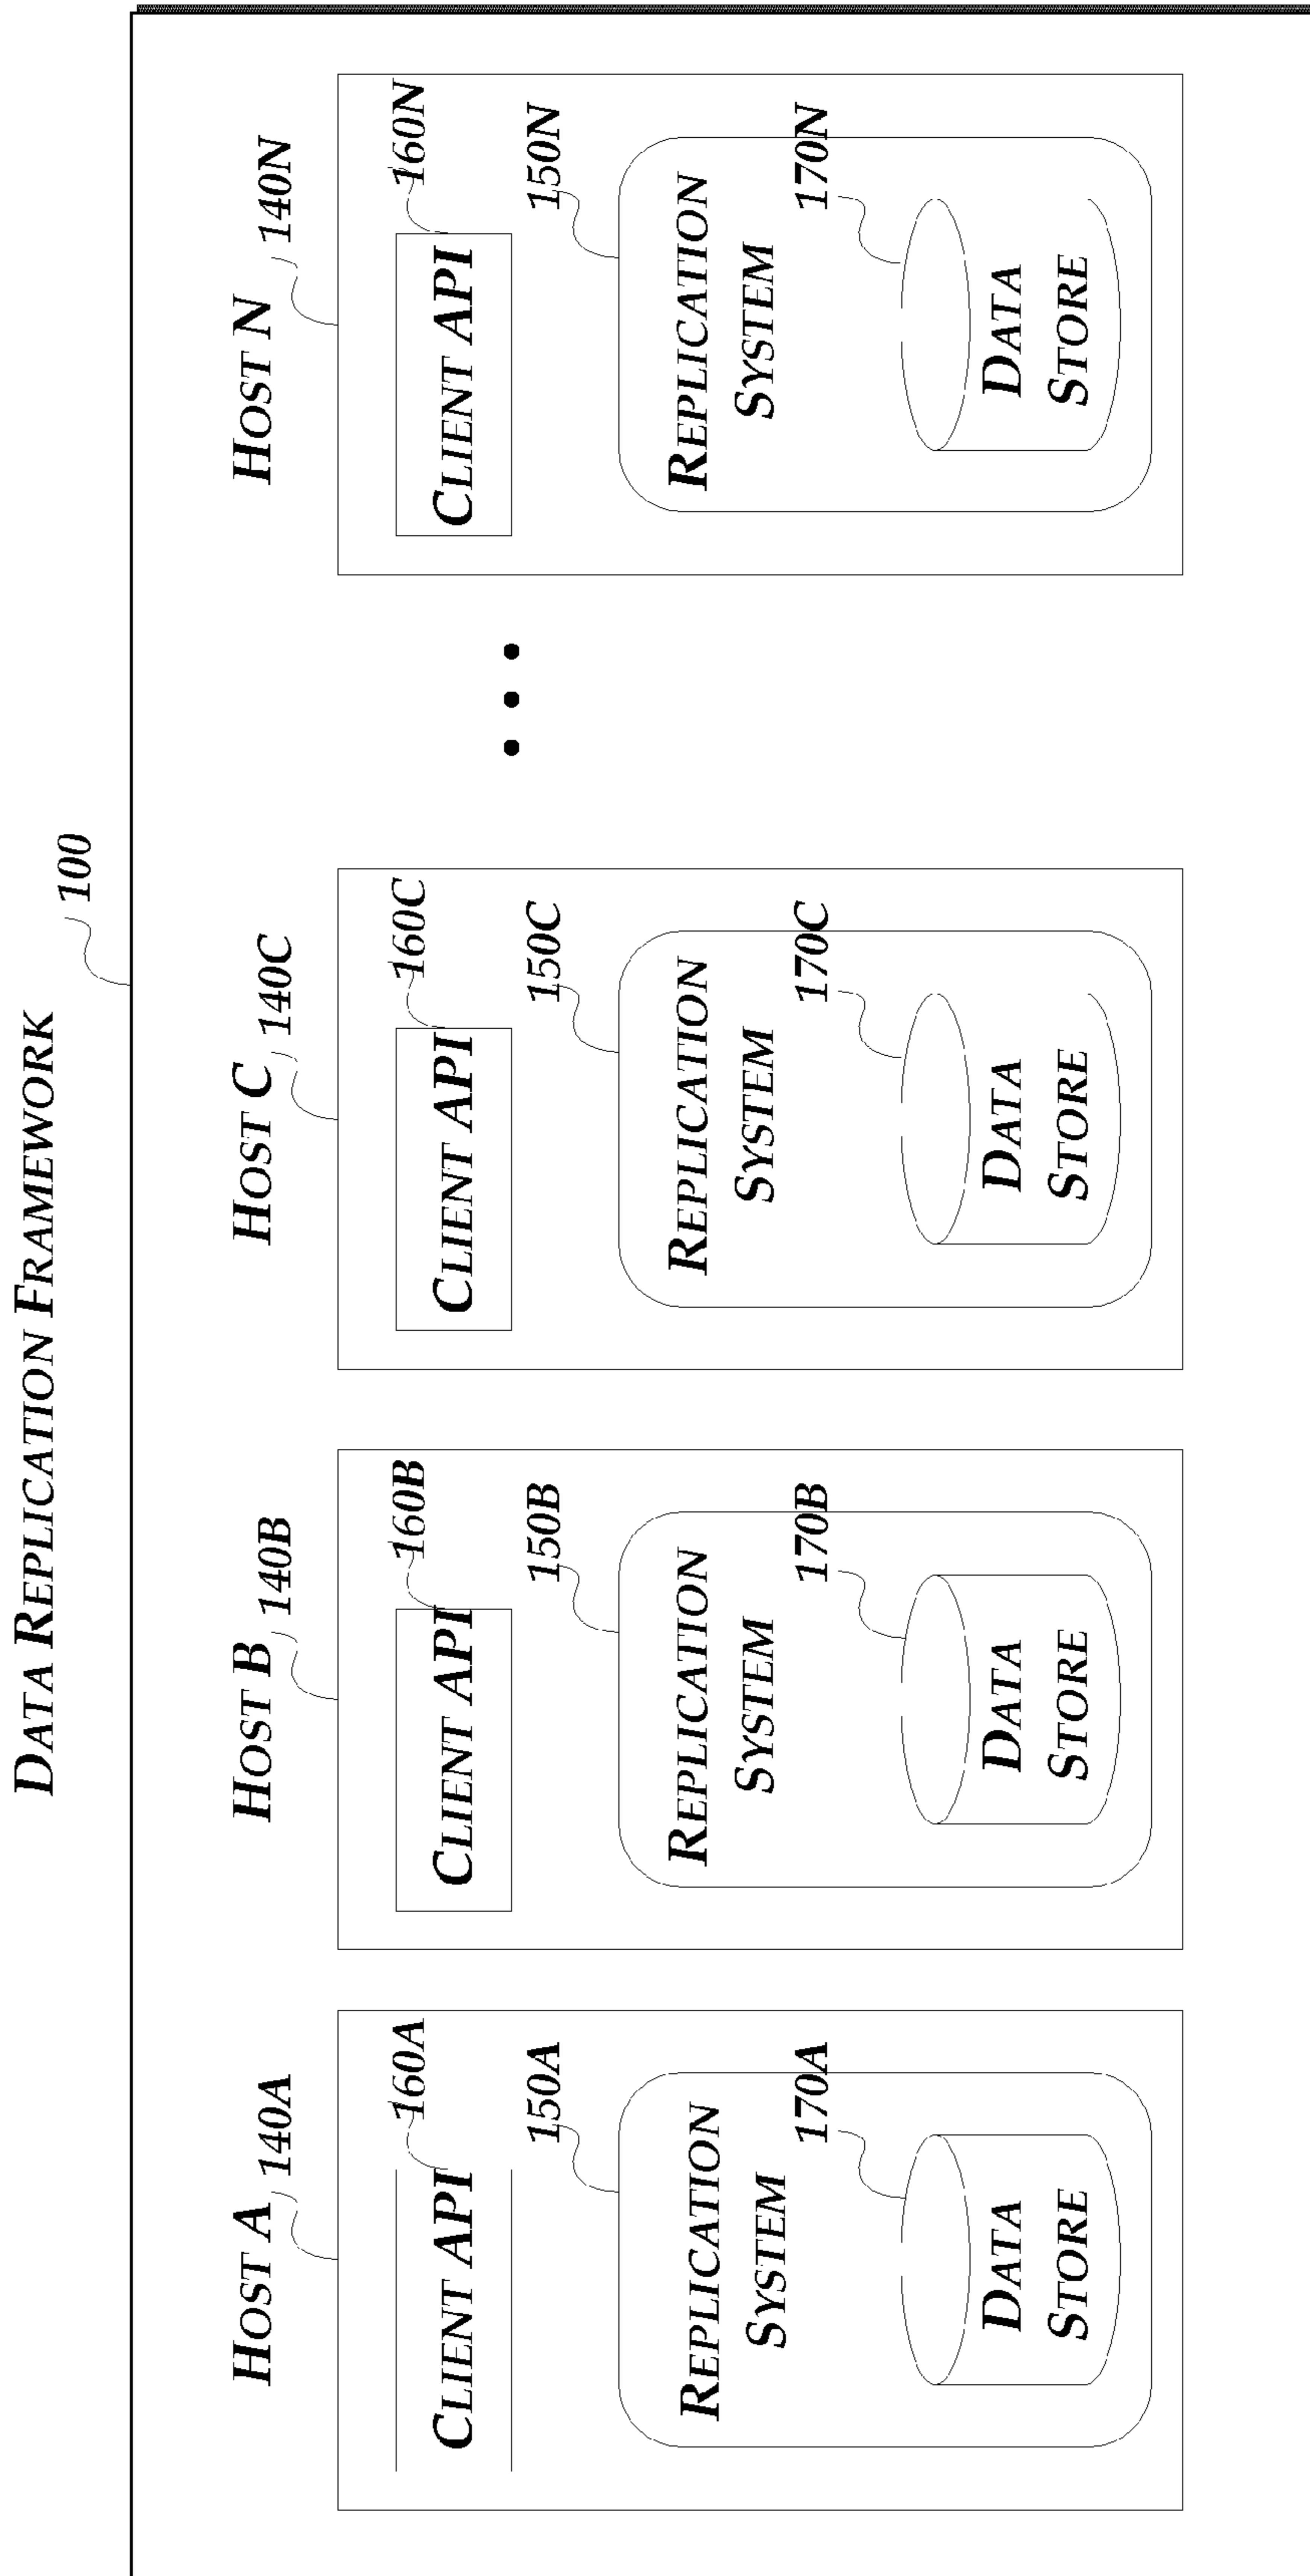 DATA REPLICATION FRAMEWORK
100
HOST A 140A
160A
CLIENT API
150A
REPLICATION
SYSTEM
170A
DATA
STORE
HOST B 140B
160B
CLIENT API
150B
REPLICATION
SYSTEM
170B
DATA
STORE
HOST C 140C
160C
CLIENT API
150C
REPLICATION
SYSTEM
170C
DATA
STORE
HOST N 140N
160N
CLIENT API
150N
REPLICATION
SYSTEM
170N
DATA
STORE